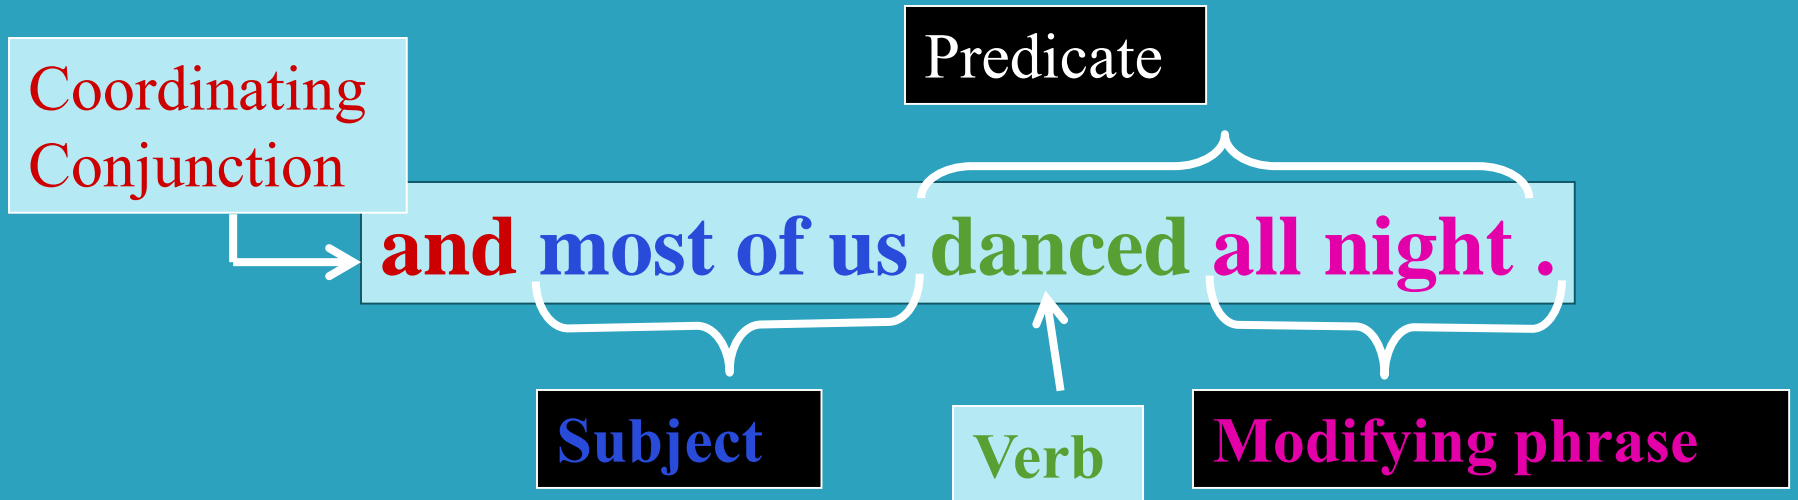 Predicate
Coordinating
Conjunction
and most of us danced all night .
Subject
Verb
Modifying phrase